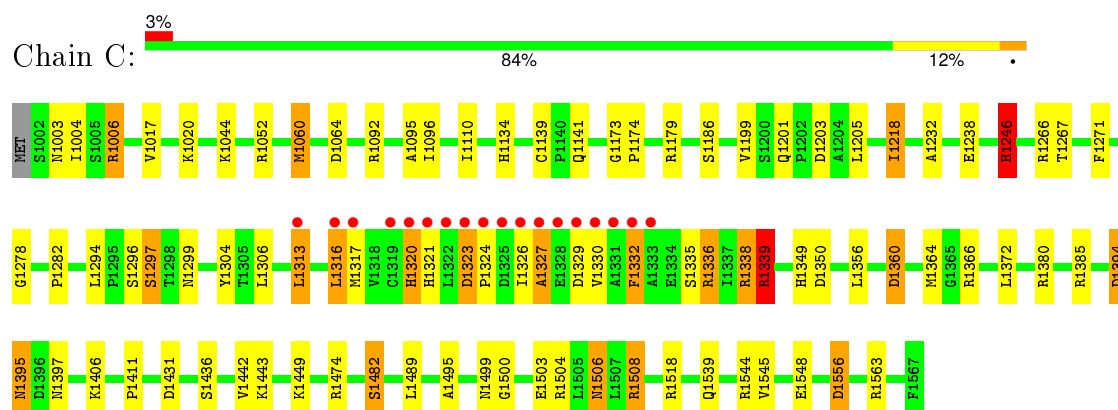 3%
Chain C:
84% 12% •
MET S1002 N1003 I1004 S1005 R1006 V1017 K1020 K1044 R1052 M1060 D1064 R1092 A1095 I1096 I1110 H1134 C1139 P1140 Q1141 G1173 P1174 R1179 S1186 V1199 S1200 Q1201 P1202 D1203 A1204 L1205 I1218 A1232 E1238 H1246 R1266 T1267 F1271
G1278 P1282 L1294 P1295 S1296 S1297 T1298 N1299 Y1304 T1305 L1306 L1313 L1316 M1317 V1318 C1319 H1320 H1321 L1322 D1323 P1324 D1325 I1326 A1327 E1328 D1329 V1330 A1331 F1332 A1333 E1334 S1335 R1336 I1337 R1338 R1339 H1349 D1350 L1356 D1360 M1364 G1365 R1366 L1372 R1380 R1385 D1394
N1395 D1396 N1397 K1406 P1411 D1431 S1436 V1442 K1443 K1449 R1474 S1482 L1489 A1495 N1499 G1500 E1503 R1504 L1505 N1506 L1507 R1508 R1518 Q1539 R1544 V1545 E1548 D1556 R1563 F1567